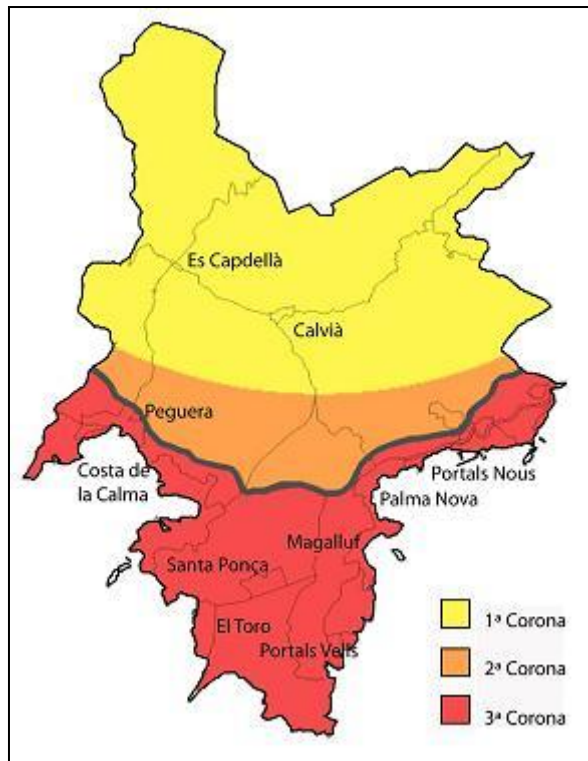 Es Capdellà
Calvià
Peguera
Costa de
la Calma
Portals Nous
Palma Nova
Magalluf
Santa Ponça
El Toro
Portals Vells
1ª Corona
2ª Corona
3ª Corona